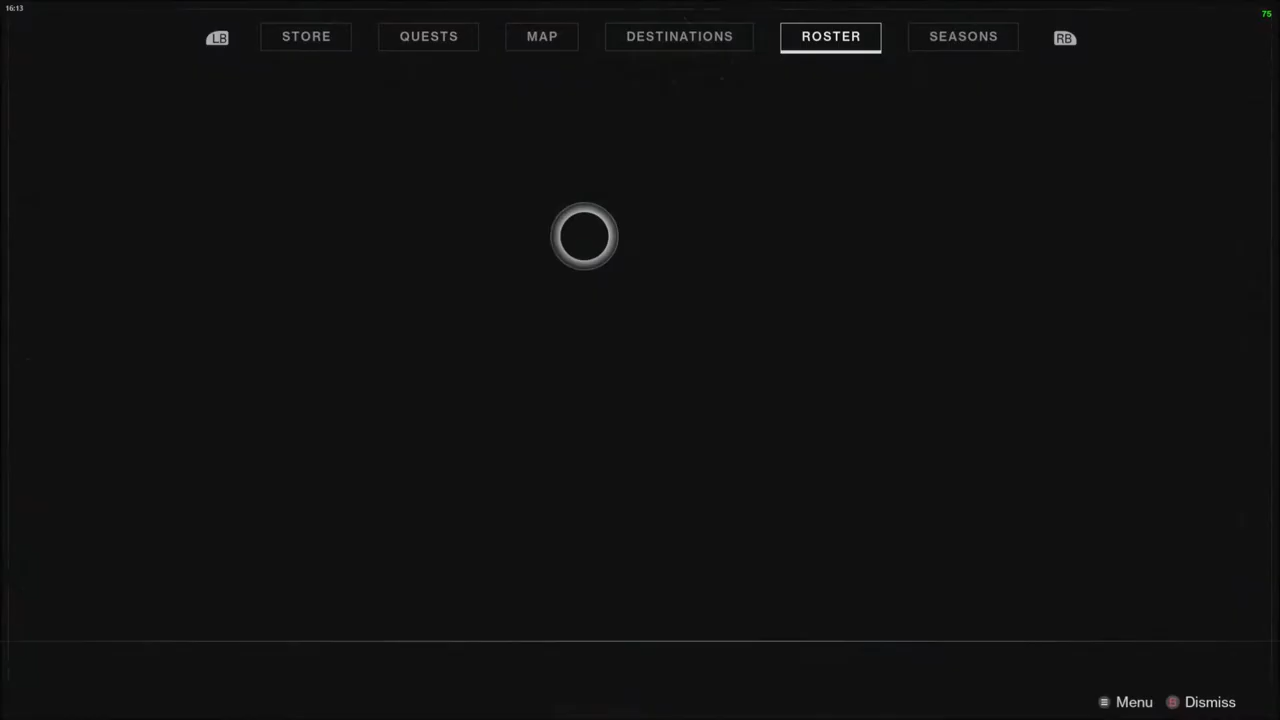 16:13
75
LB STORE QUESTS MAP DESTINATIONS ROSTER SEASONS RB
Menu B Dismiss